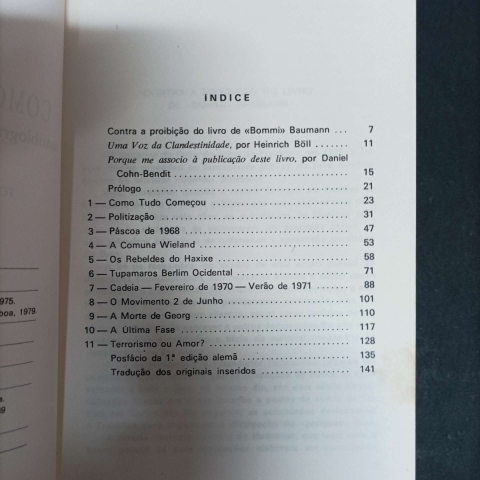 COMO
1975.
boa, 1978
ÍNDICE
Contra a proibição do livro de «Bommi» Baumann ... 7
Uma Voz da Clandestinidade, por Heinrich Böll ....... 11
Porque me associo à publicação deste livro, por Daniel
Cohn-Bendit ........................................ 15
Prólogo ............................................. 21
1 — Como Tudo Começou ............................ 23
2 — Politização ........................................ 31
3 — Páscoa de 1968 ................................... 47
4 — A Comuna Wieland ................................ 53
5 — Os Rebeldes do Haxixe ............................ 58
6 — Tupamaros Berlim Ocidental ....................... 71
7 — Cadeia — Fevereiro de 1970 — Verão de 1971 ....... 88
8 — O Movimento 2 de Junho .......................... 101
9 — A Morte de Georg ................................ 110
10 — A Última Fase .................................... 117
11 — Terrorismo ou Amor? ............................. 128
Posfácio da 1.ª edição alemã ..................... 135
Tradução dos originais inseridos .................. 141